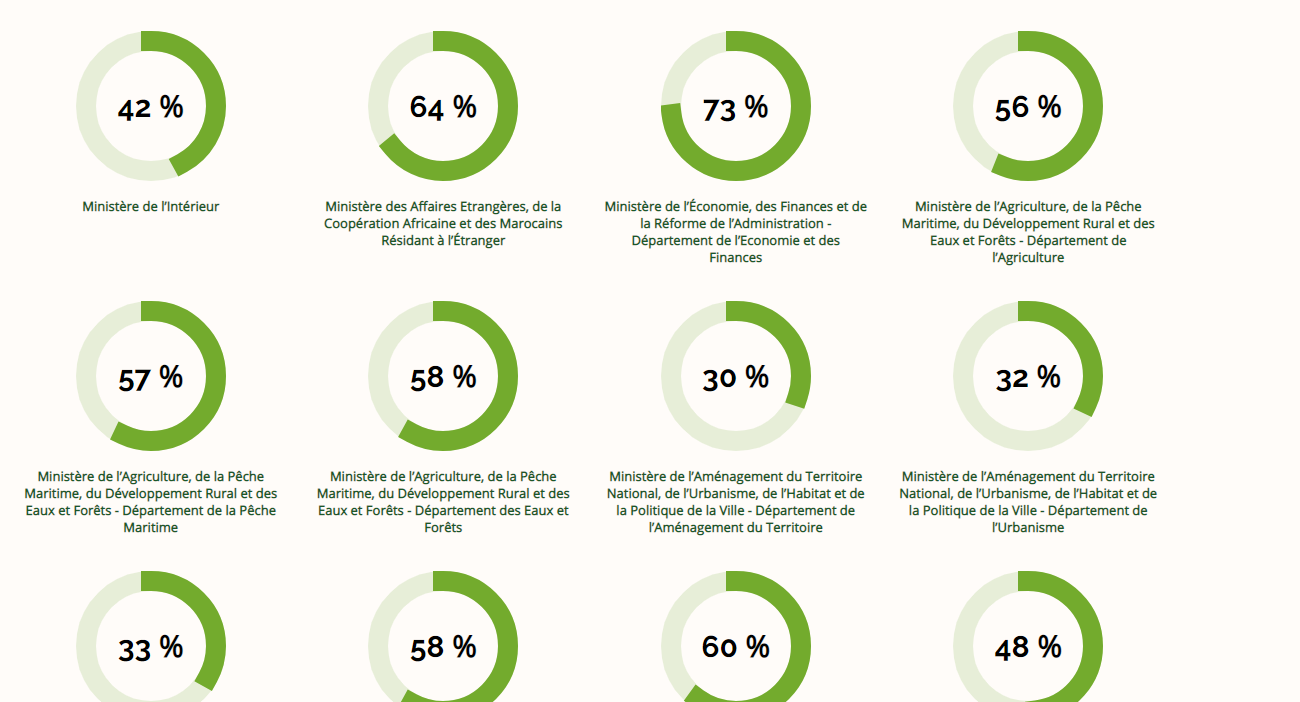 42 %
64 %
73 %
56 %
Ministère de l’Intérieur
Ministère des Affaires Etrangères, de la
Coopération Africaine et des Marocains
Résidant à l’Étranger
Ministère de l’Économie, des Finances et de
la Réforme de l’Administration -
Département de l’Economie et des
Finances
Ministère de l’Agriculture, de la Pêche
Maritime, du Développement Rural et des
Eaux et Forêts - Département de
l’Agriculture
57 %
58 %
30 %
32 %
Ministère de l’Agriculture, de la Pêche
Maritime, du Développement Rural et des
Eaux et Forêts - Département de la Pêche
Maritime
Ministère de l’Agriculture, de la Pêche
Maritime, du Développement Rural et des
Eaux et Forêts - Département des Eaux et
Forêts
Ministère de l’Aménagement du Territoire
National, de l’Urbanisme, de l’Habitat et de
la Politique de la Ville - Département de
l’Aménagement du Territoire
Ministère de l’Aménagement du Territoire
National, de l’Urbanisme, de l’Habitat et de
la Politique de la Ville - Département de
l’Urbanisme
33 %
58 %
60 %
48 %